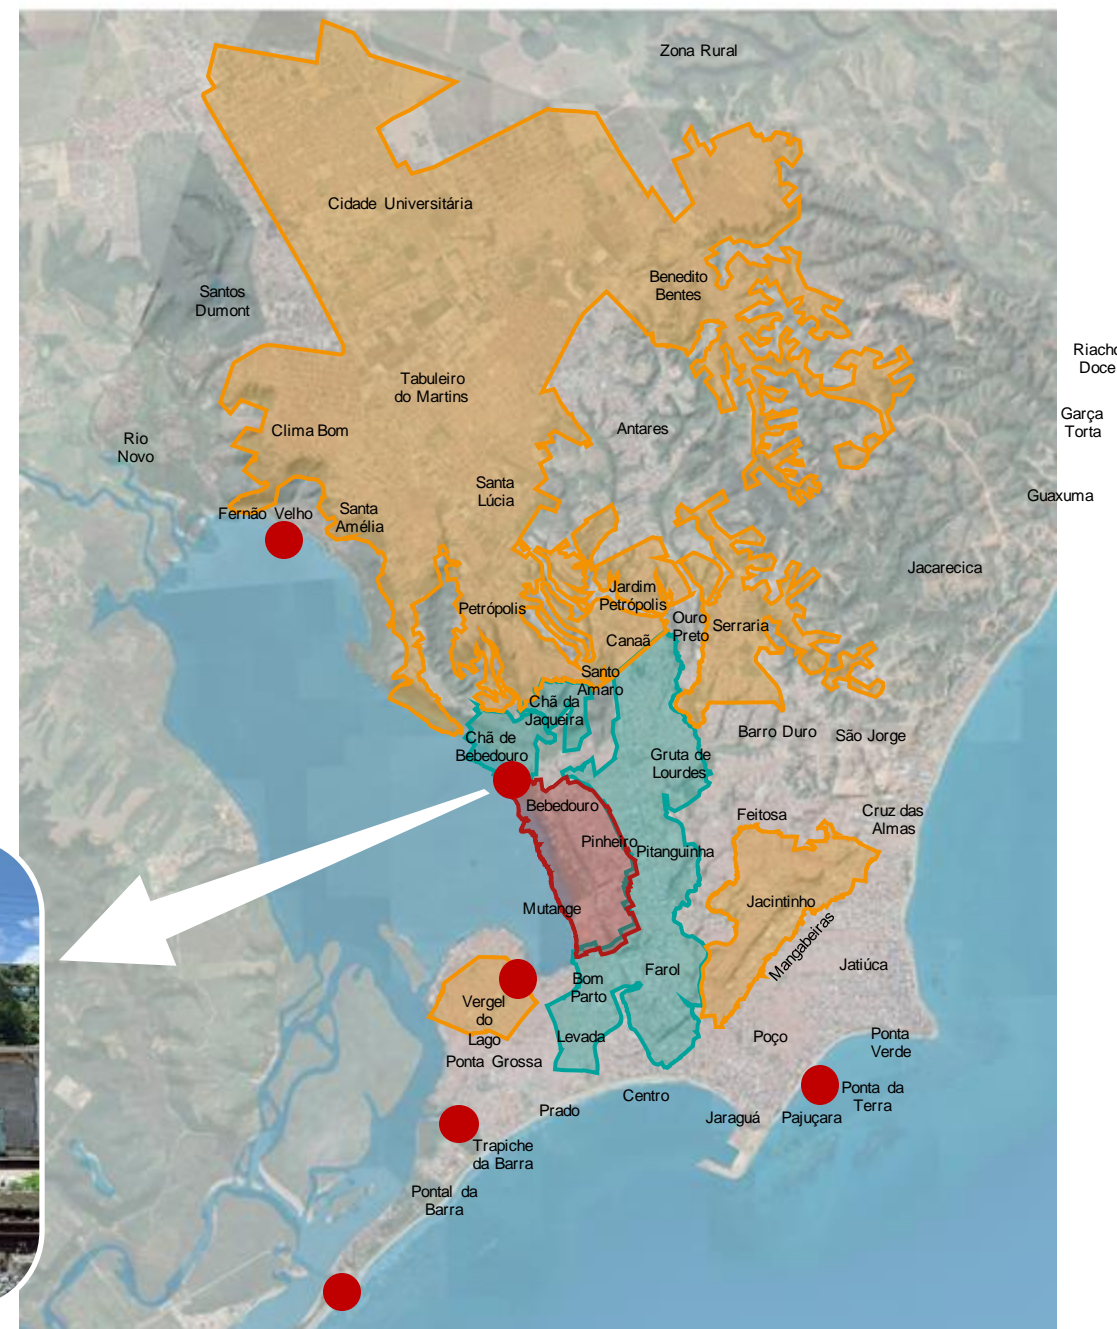 Zona Rural
Cidade Universitária
Benedito
Bentes
Santos
Dumont
Riacho
Doce
Tabuleiro
do Martins
Garça
Torta
Clima Bom
Antares
Rio
Novo
Santa
Lúcia
Guaxuma
Fernão Velho
Santa
Amélia
Jacarecica
Jardim
Petrópolis
Petrópolis
Ouro
Preto
Serraria
Canaã
Santo
Amaro
Chã da
Jaqueira
Chã de
Bebedouro
Barro Duro
São Jorge
Gruta de
Lourdes
Bebedouro
Feitosa
Cruz das
Almas
Pinheiro
Pitanguinha
Mutange
Jacintinho
Mangabeiras
Jatiúca
Farol
Bom
Parto
Vergel
do
Lago
Levada
Poço
Ponta
Verde
Ponta Grossa
Centro
Ponta da
Terra
Prado
Jaraguá
Pajuçara
Trapiche
da Barra
Pontal da
Barra